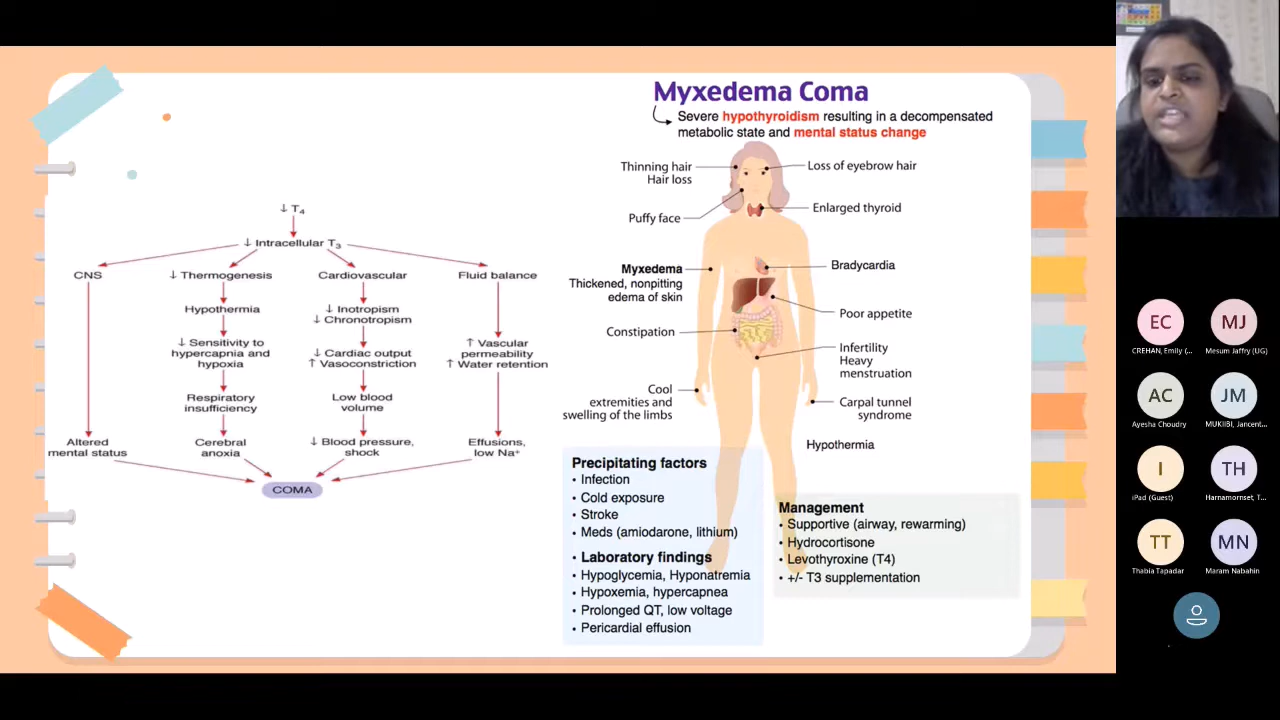 Myxedema Coma
Severe hypothyroidism resulting in a decompensated
metabolic state and mental status change
↓ T₄
↓ Intracellular T₃
CNS
Altered
mental status
↓ Thermogenesis
Hypothermia
↓ Sensitivity to
hypercapnia and
hypoxia
Respiratory
insufficiency
Cerebral
anoxia
Cardiovascular
↓ Inotropism
↓ Chronotropism
↓ Cardiac output
↑ Vasoconstriction
Low blood
volume
↓ Blood pressure,
shock
Fluid balance
↑ Vascular
permeability
↑ Water retention
Effusions,
low Na⁺
COMA
Thinning hair
Hair loss
Puffy face
Myxedema
Thickened, nonpitting
edema of skin
Constipation
Cool
extremities and
swelling of the limbs
Loss of eyebrow hair
Enlarged thyroid
Bradycardia
Poor appetite
Infertility
Heavy
menstruation
Carpal tunnel
syndrome
Hypothermia
Precipitating factors
• Infection
• Cold exposure
• Stroke
• Meds (amiodarone, lithium)
• Laboratory findings
• Hypoglycemia, Hyponatremia
• Hypoxemia, hypercapnea
• Prolonged QT, low voltage
• Pericardial effusion
Management
• Supportive (airway, rewarming)
• Hydrocortisone
• Levothyroxine (T4)
• +/- T3 supplementation
EC
CREHAN, Emily (...
MJ
Mesum Jaffry (UG)
AC
Ayesha Choudry
JM
MUKIIBI, Jancent...
I
iPad (Guest)
TH
Harnamornset, T...
TT
Thabia Tapadar
MN
Maram Nabahin